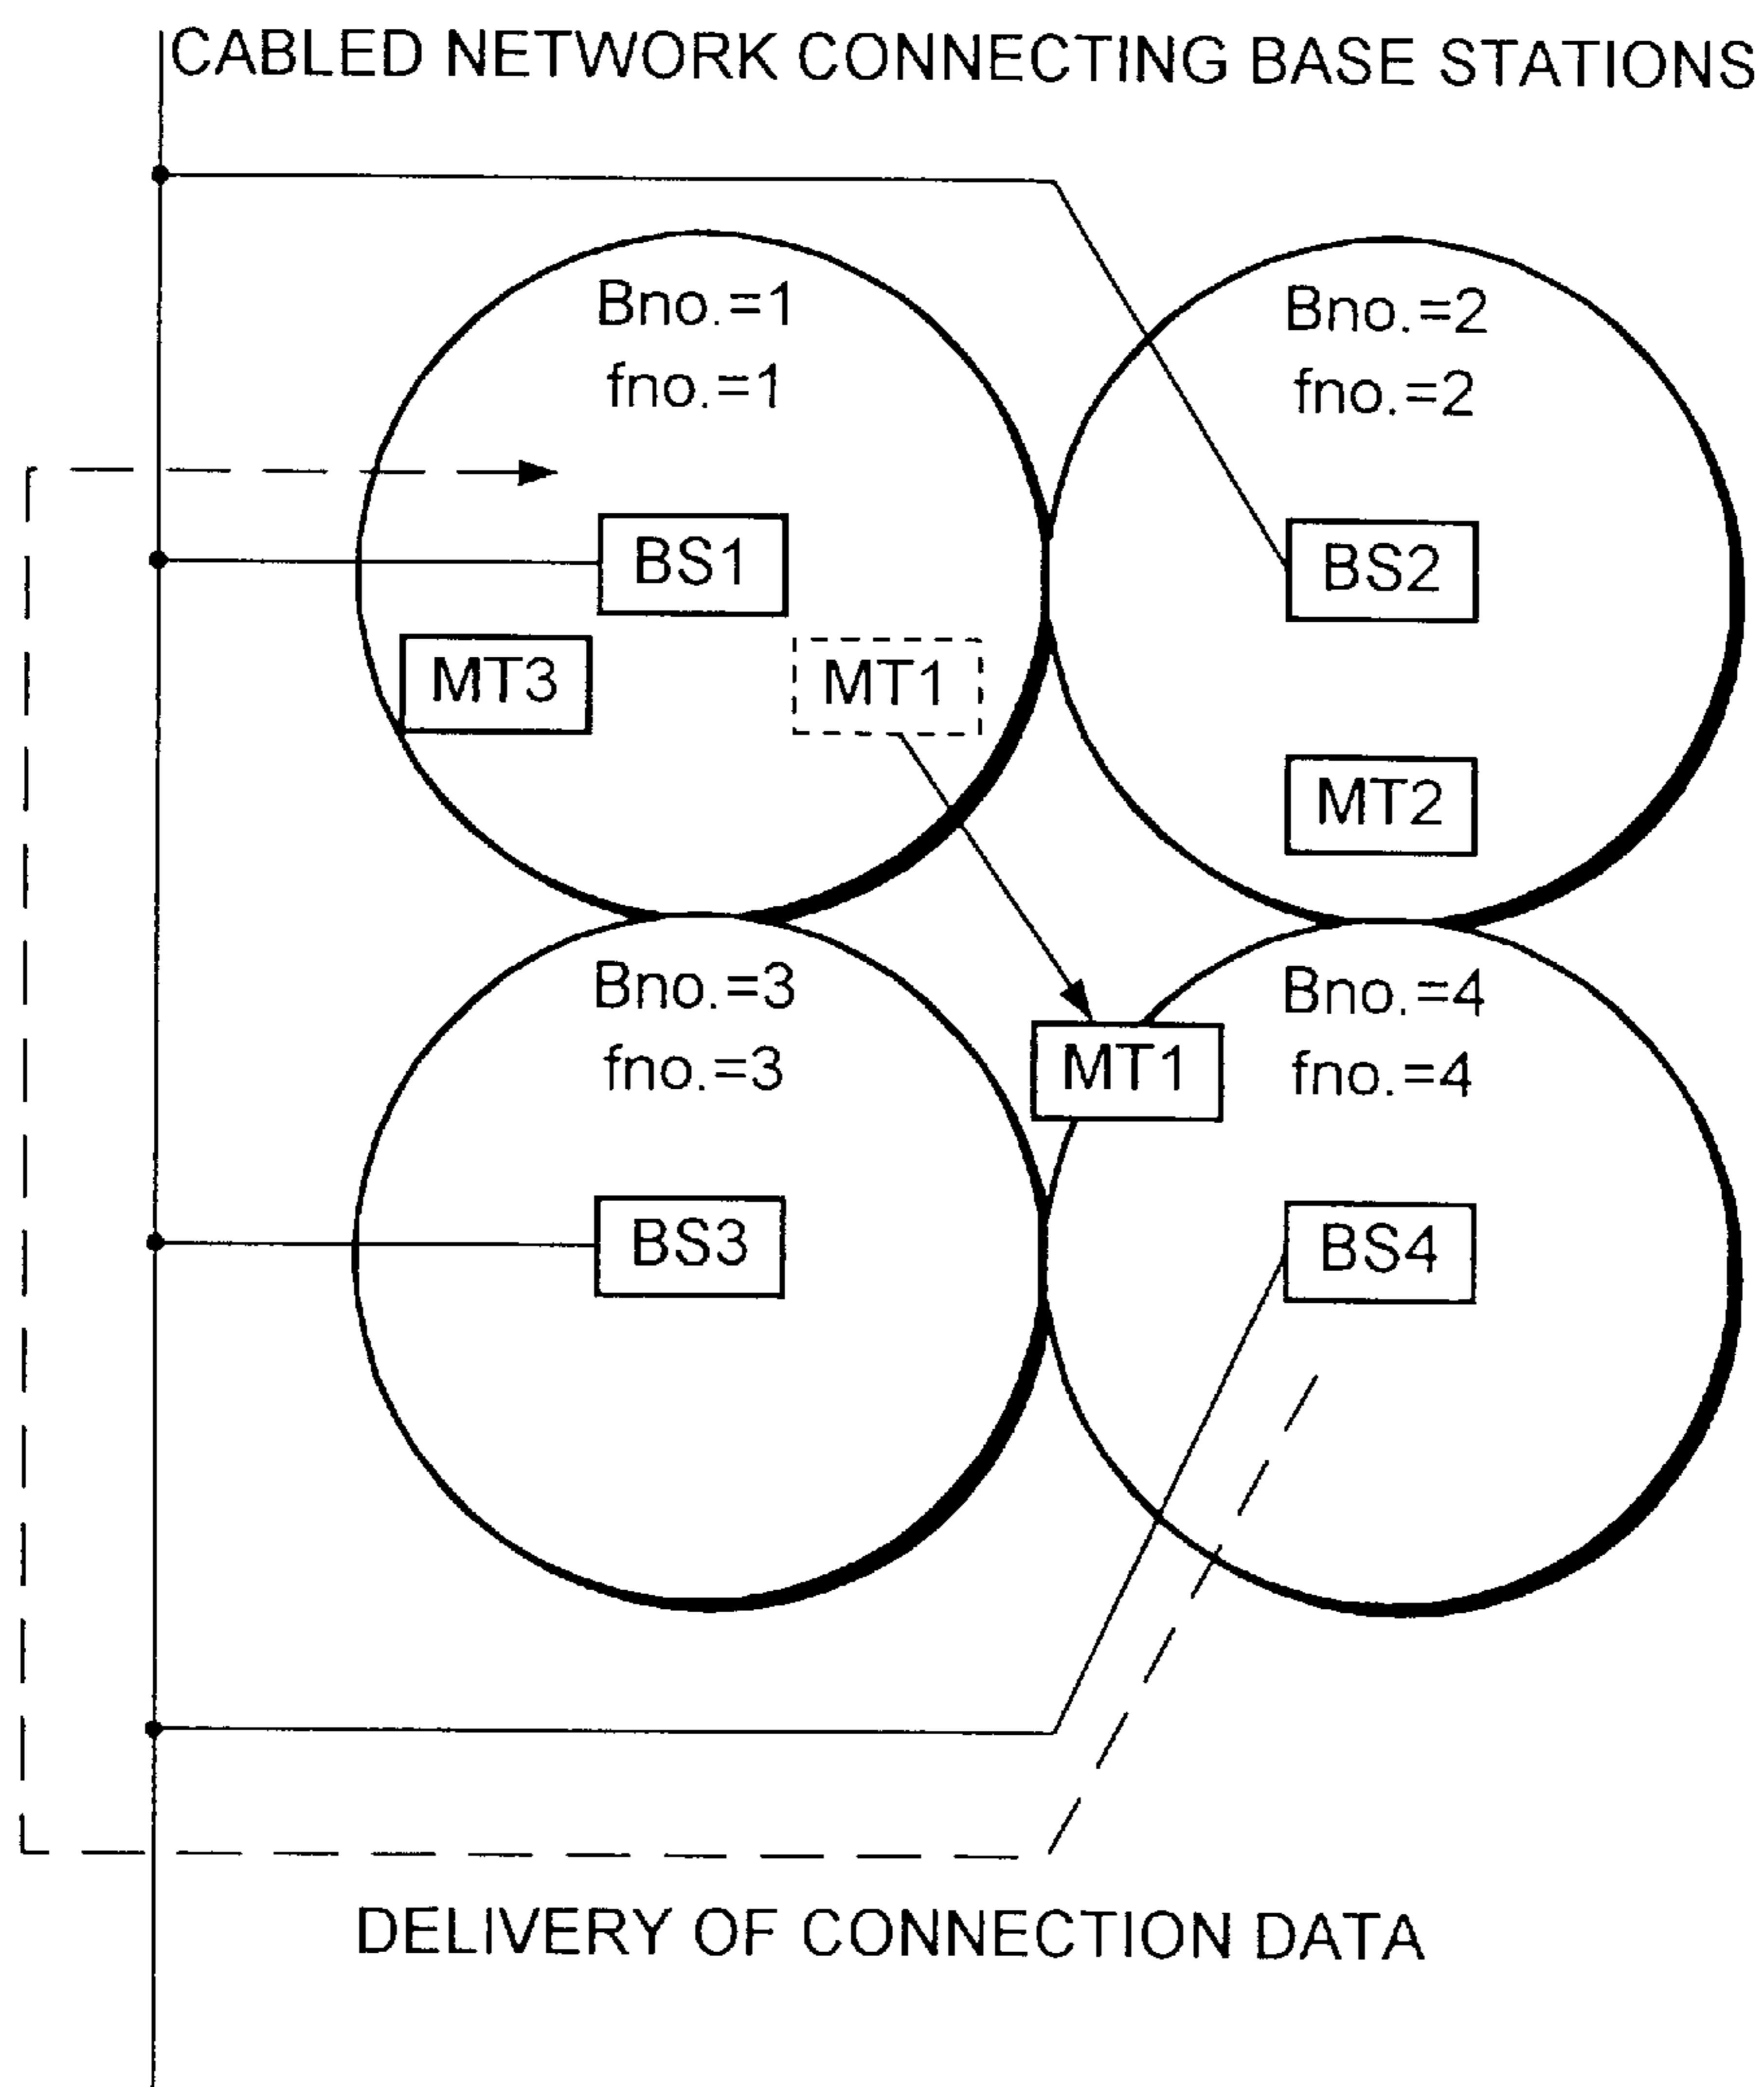 CABLED NETWORK CONNECTING BASE STATIONS
Bno.=1
fno.=1
Bno.=2
fno.=2
BS1
BS2
MT3
MT1
MT2
Bno.=3
fno.=3
Bno.=4
fno.=4
MT1
BS3
BS4
DELIVERY OF CONNECTION DATA